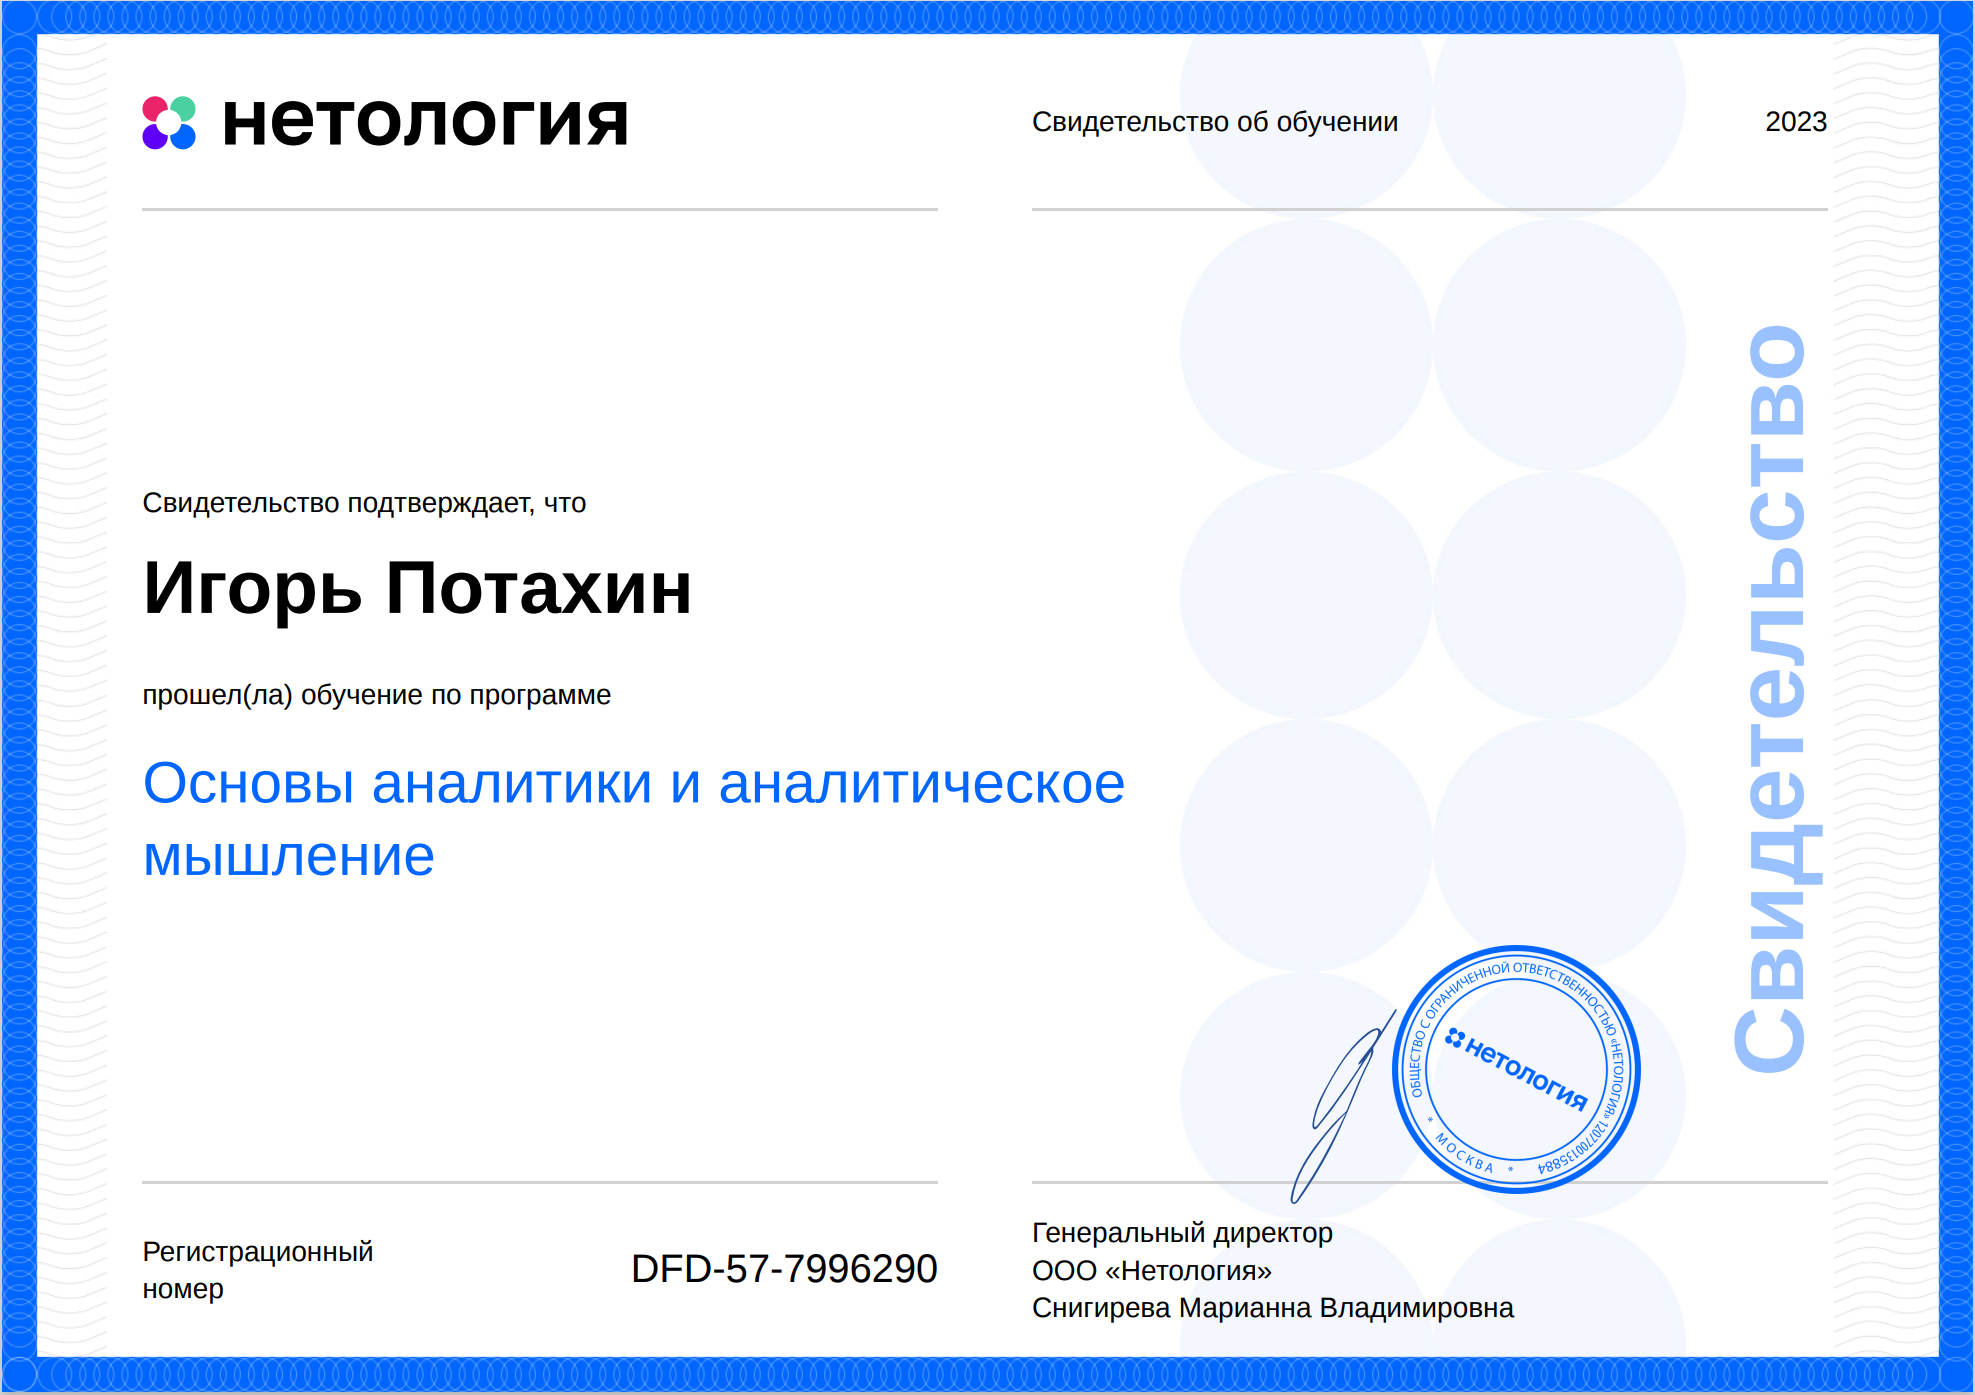 нетология
Свидетельство об обучении
2023
Свидетельство подтверждает, что
Игорь Потахин
прошел(ла) обучение по программе
Основы аналитики и аналитическое
мышление
Свидетельство
ОБЩЕСТВО С ОГРАНИЧЕННОЙ ОТВЕТСТВЕННОСТЬЮ «НЕТОЛОГИЯ» 1207700135884
* МОСКВА *
нетология
Регистрационный
номер
DFD-57-7996290
Генеральный директор
ООО «Нетология»
Снигирева Марианна Владимировна